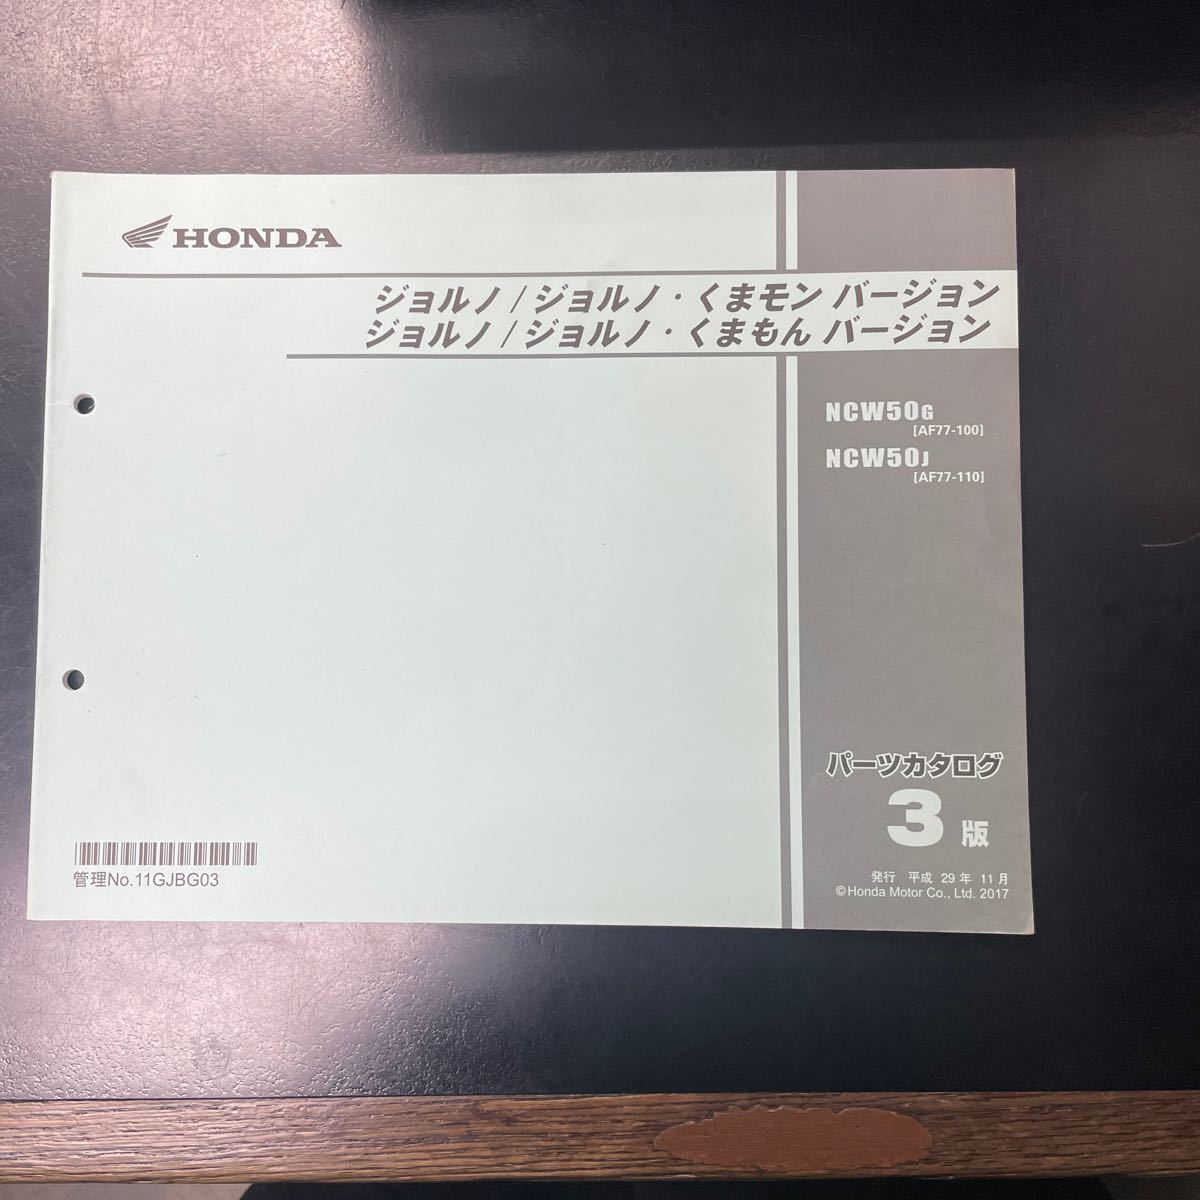 HONDA
ジョルノ / ジョルノ・くまモン バージョン
ジョルノ / ジョルノ・くまもん バージョン
NCW50G
[AF77-100]
NCW50J
[AF77-110]
パーツカタログ
3 版
管理No.11GJBG03
発行 平成 29 年 11 月
©Honda Motor Co., Ltd. 2017